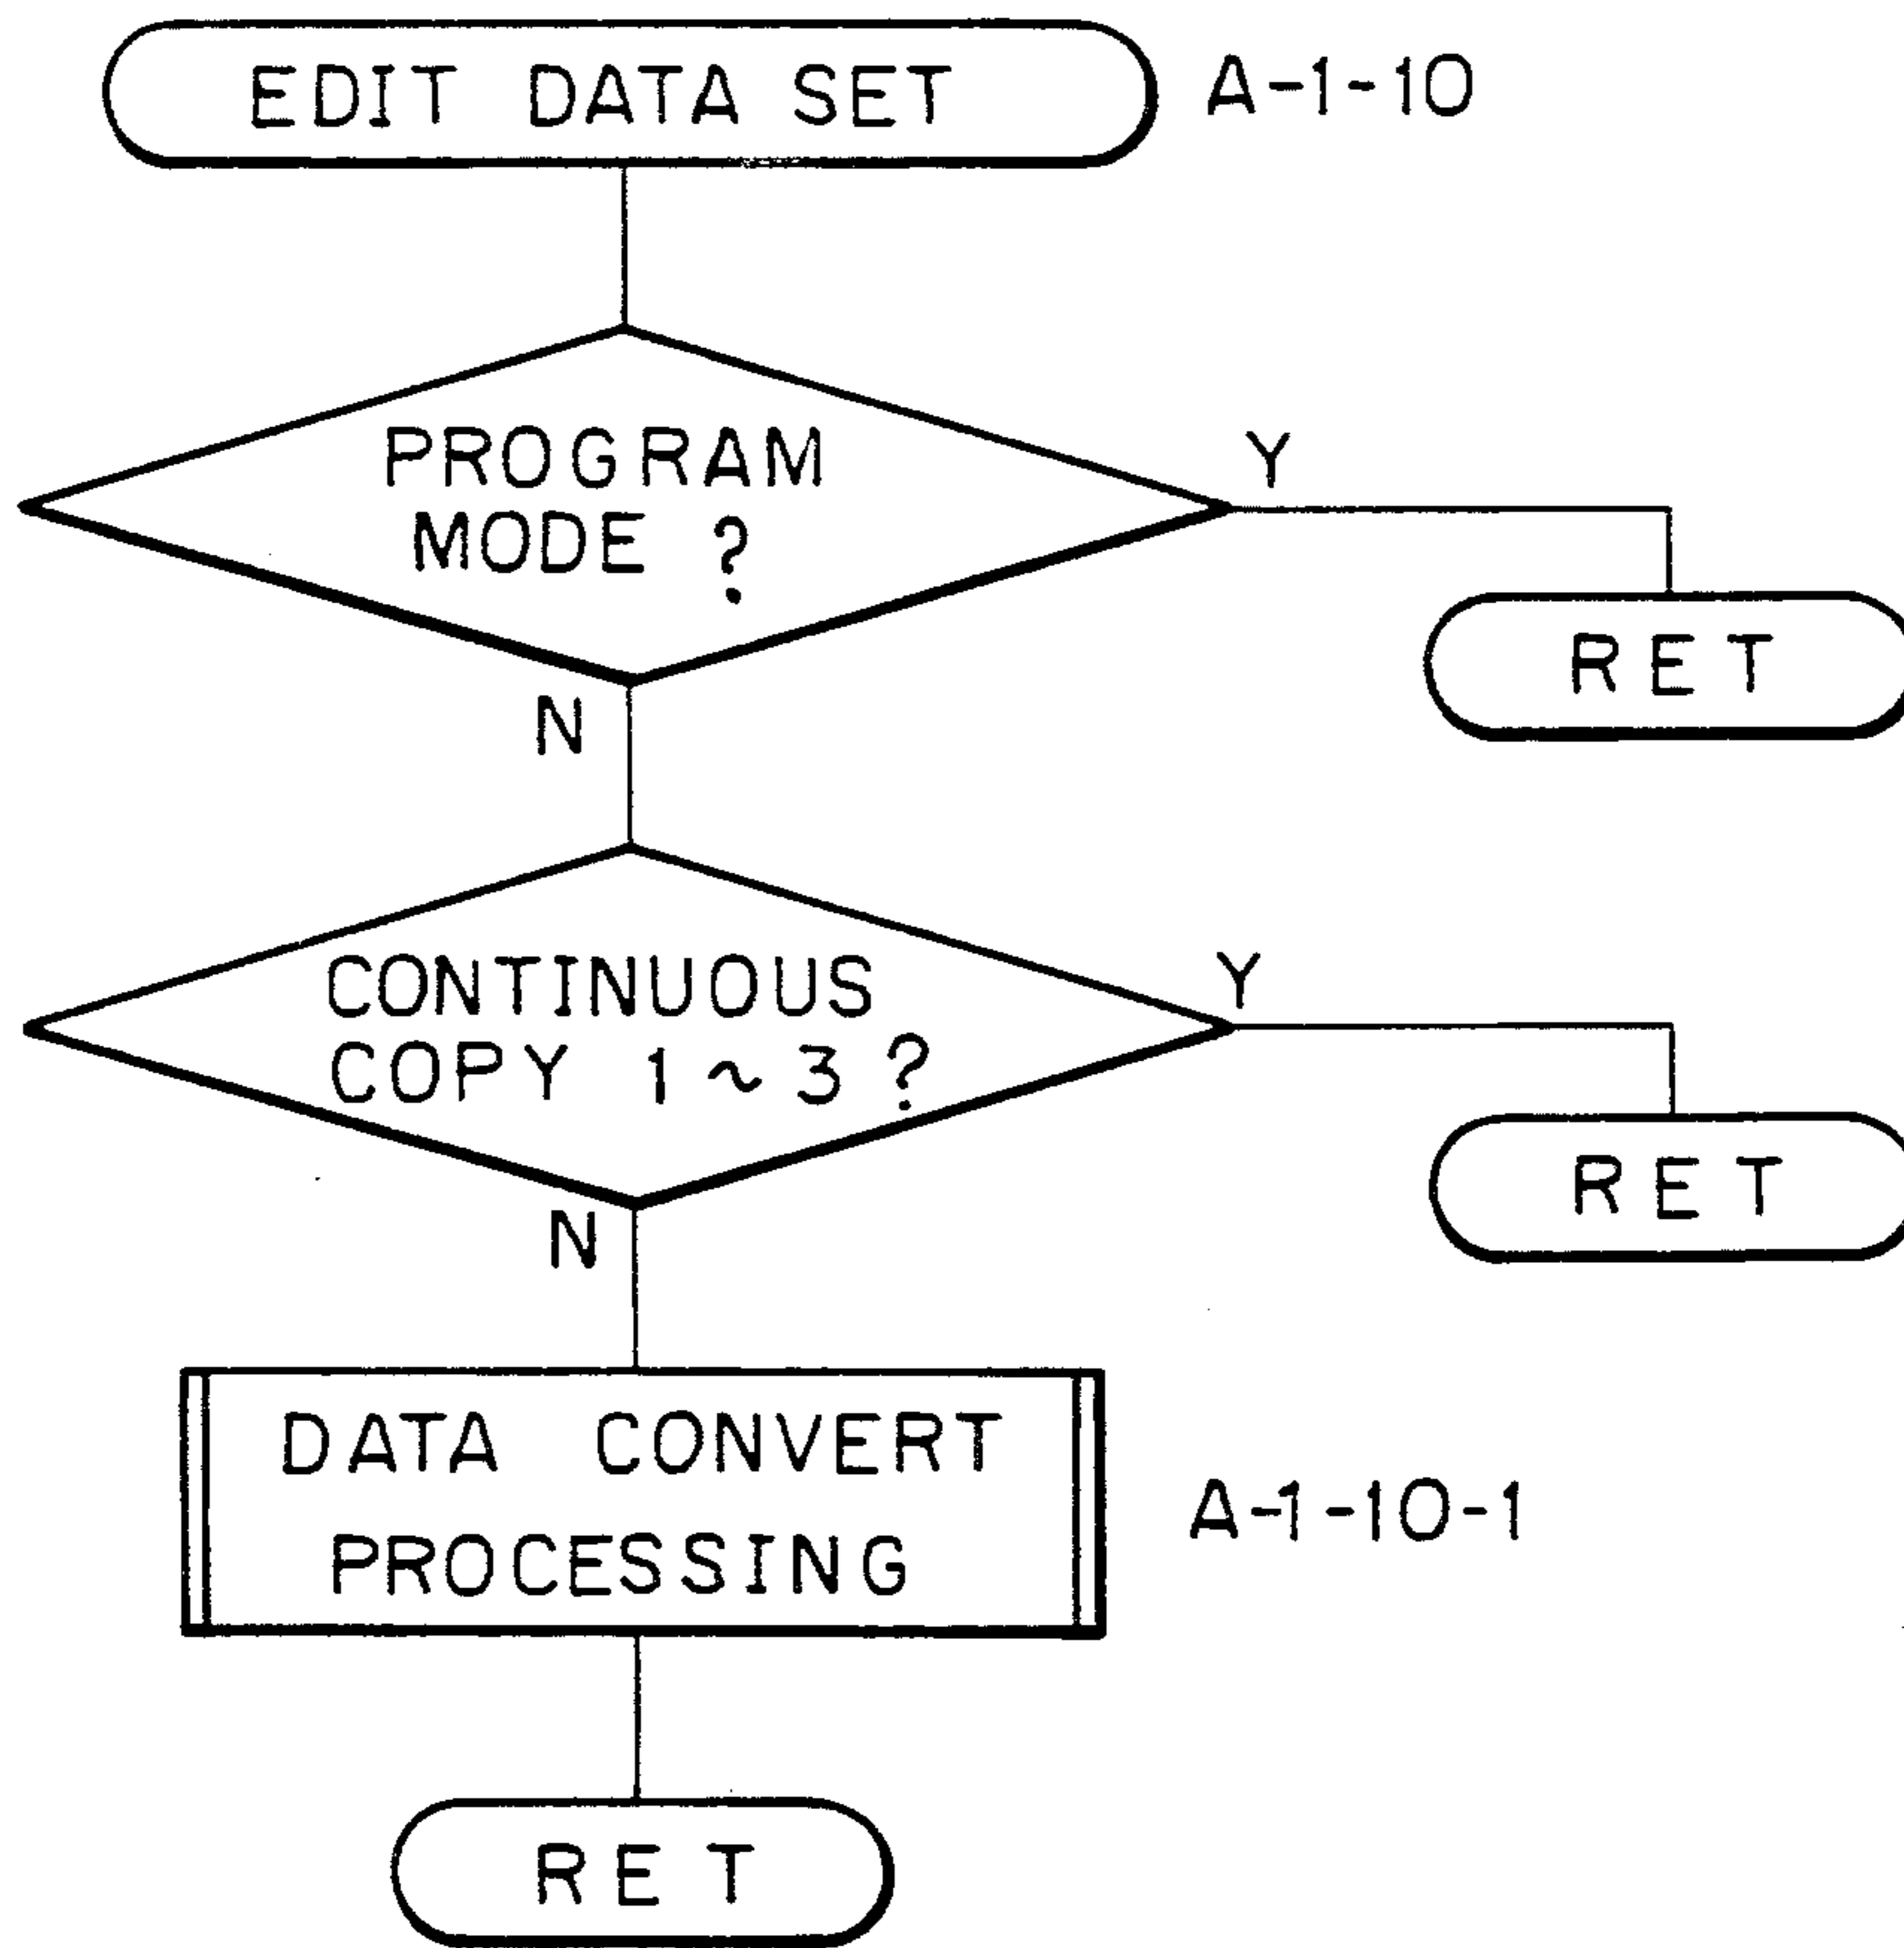 EDIT DATA SET A-1-10
PROGRAM
MODE ?
Y
RET
N
CONTINUOUS
COPY 1 ~ 3 ?
Y
RET
N
DATA CONVERT
PROCESSING
A-1-10-1
RET